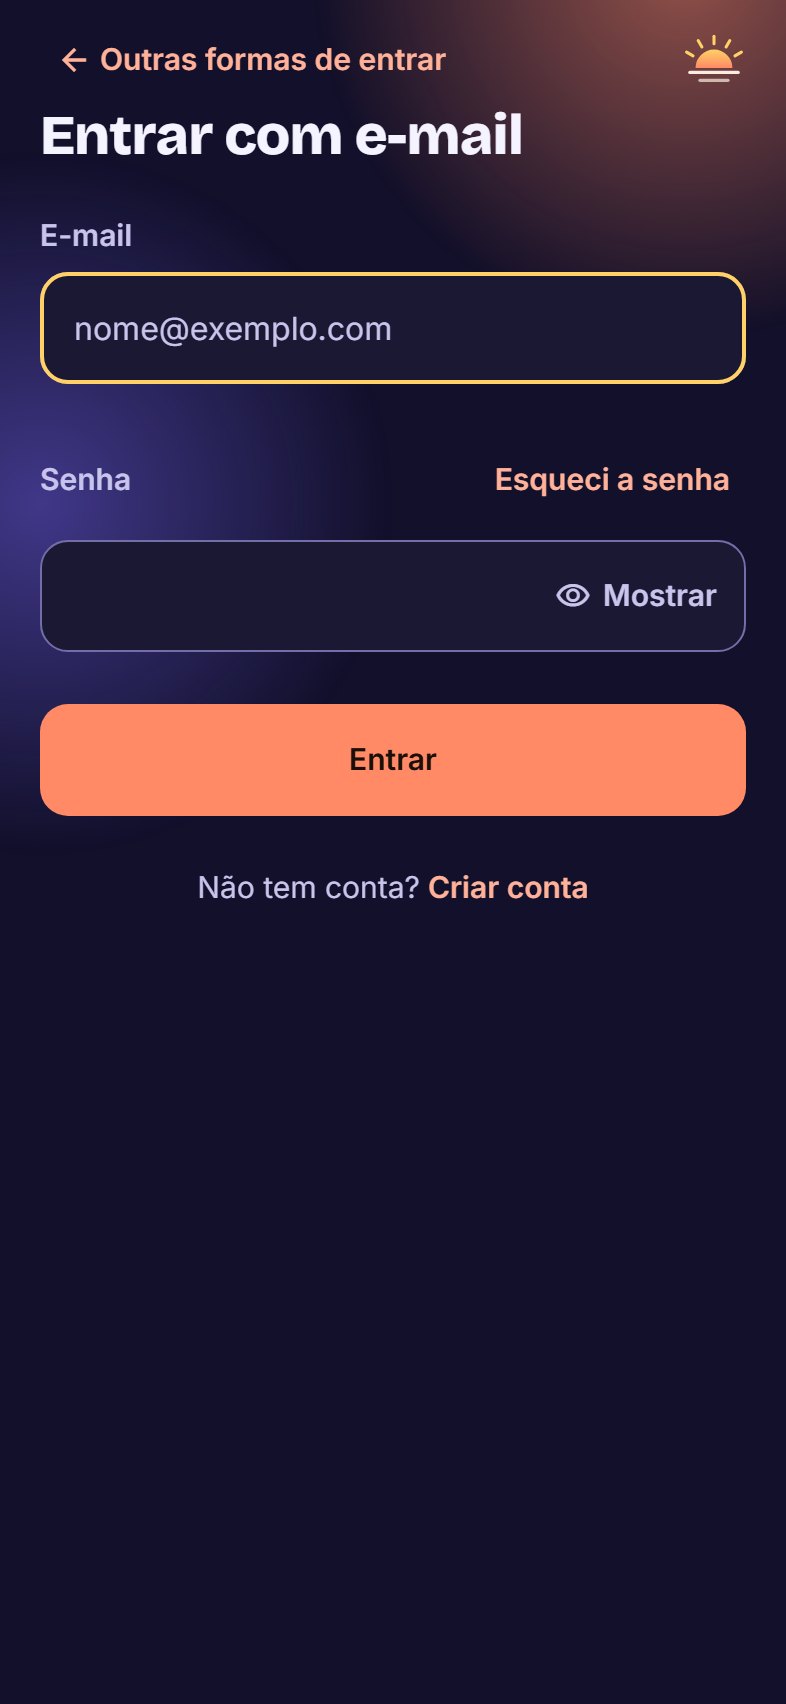 Outras formas de entrar
Entrar com e-mail
E-mail
nome@exemplo.com
Senha
Esqueci a senha
Mostrar
Entrar
Não tem conta? Criar conta